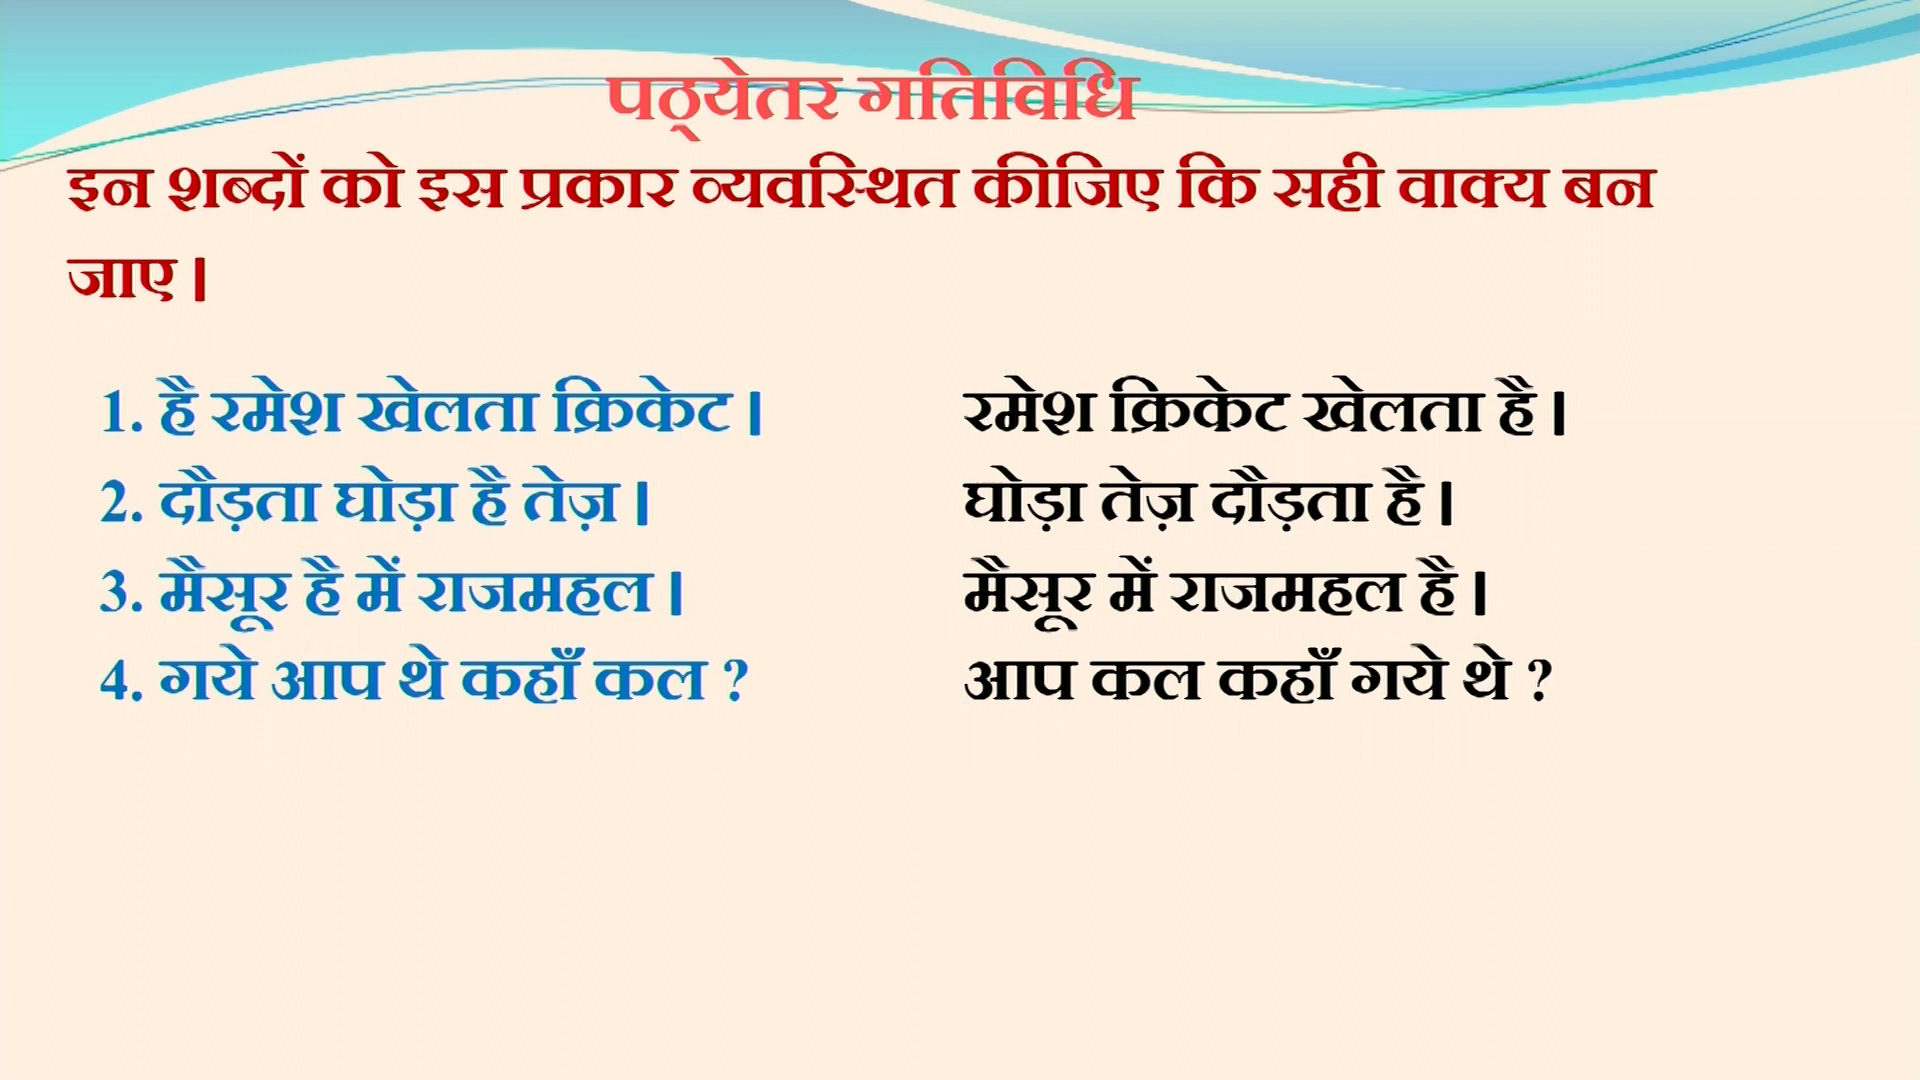 पठ्येतर गतिविधि
इन शब्दों को इस प्रकार व्यवस्थित कीजिए कि सही वाक्य बन
जाए |
1. है रमेश खेलता क्रिकेट | रमेश क्रिकेट खेलता है |
2. दौड़ता घोड़ा है तेज़ | घोड़ा तेज़ दौड़ता है |
3. मैसूर है में राजमहल | मैसूर में राजमहल है |
4. गये आप थे कहाँ कल ? आप कल कहाँ गये थे ?